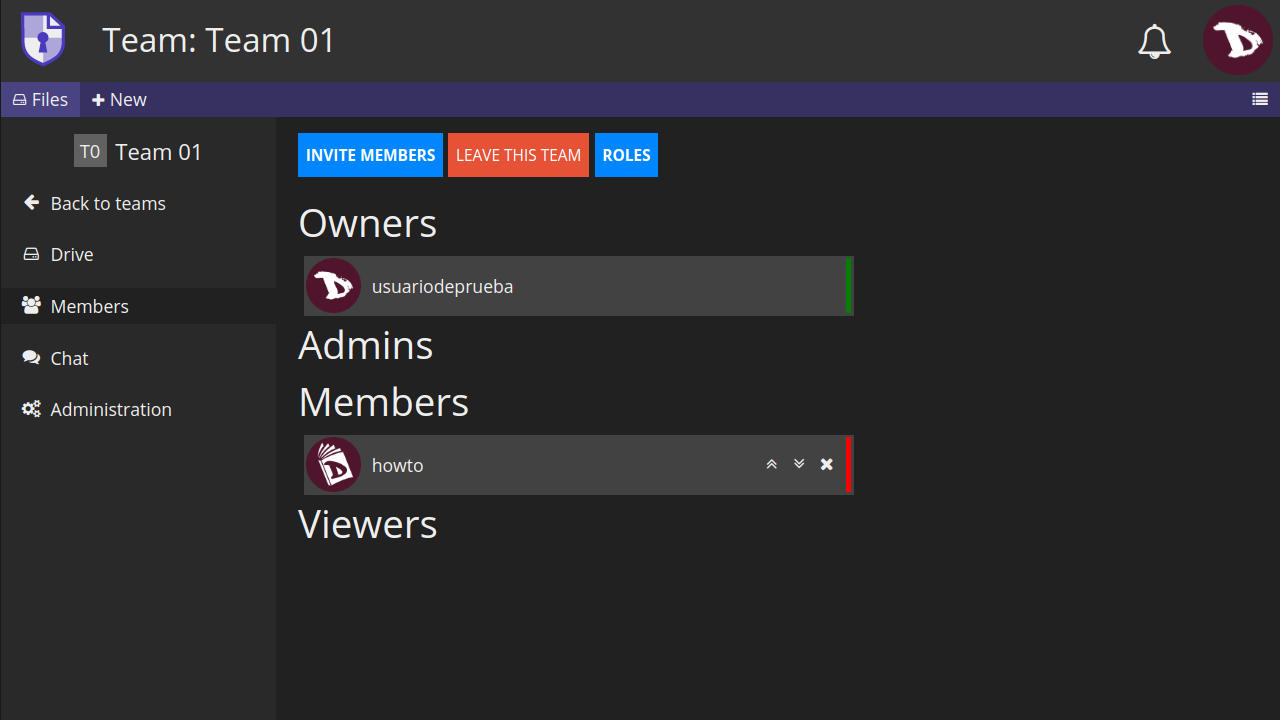 Team: Team 01
Files
New
T0 Team 01
Back to teams
Drive
Members
Chat
Administration
INVITE MEMBERS
LEAVE THIS TEAM
ROLES
Owners
usuariodeprueba
Admins
Members
howto
Viewers